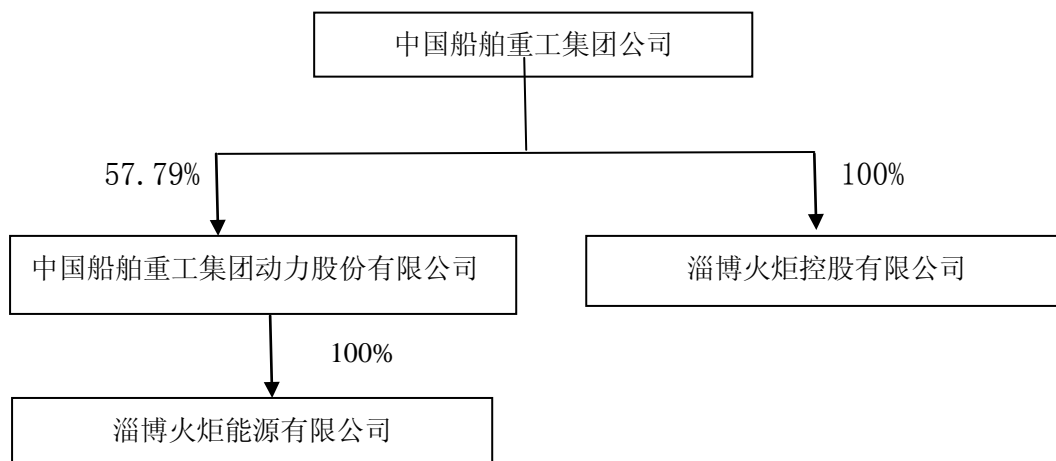 中国船舶重工集团公司
57.79%
100%
中国船舶重工集团动力股份有限公司
淄博火炬控股有限公司
100%
淄博火炬能源有限公司